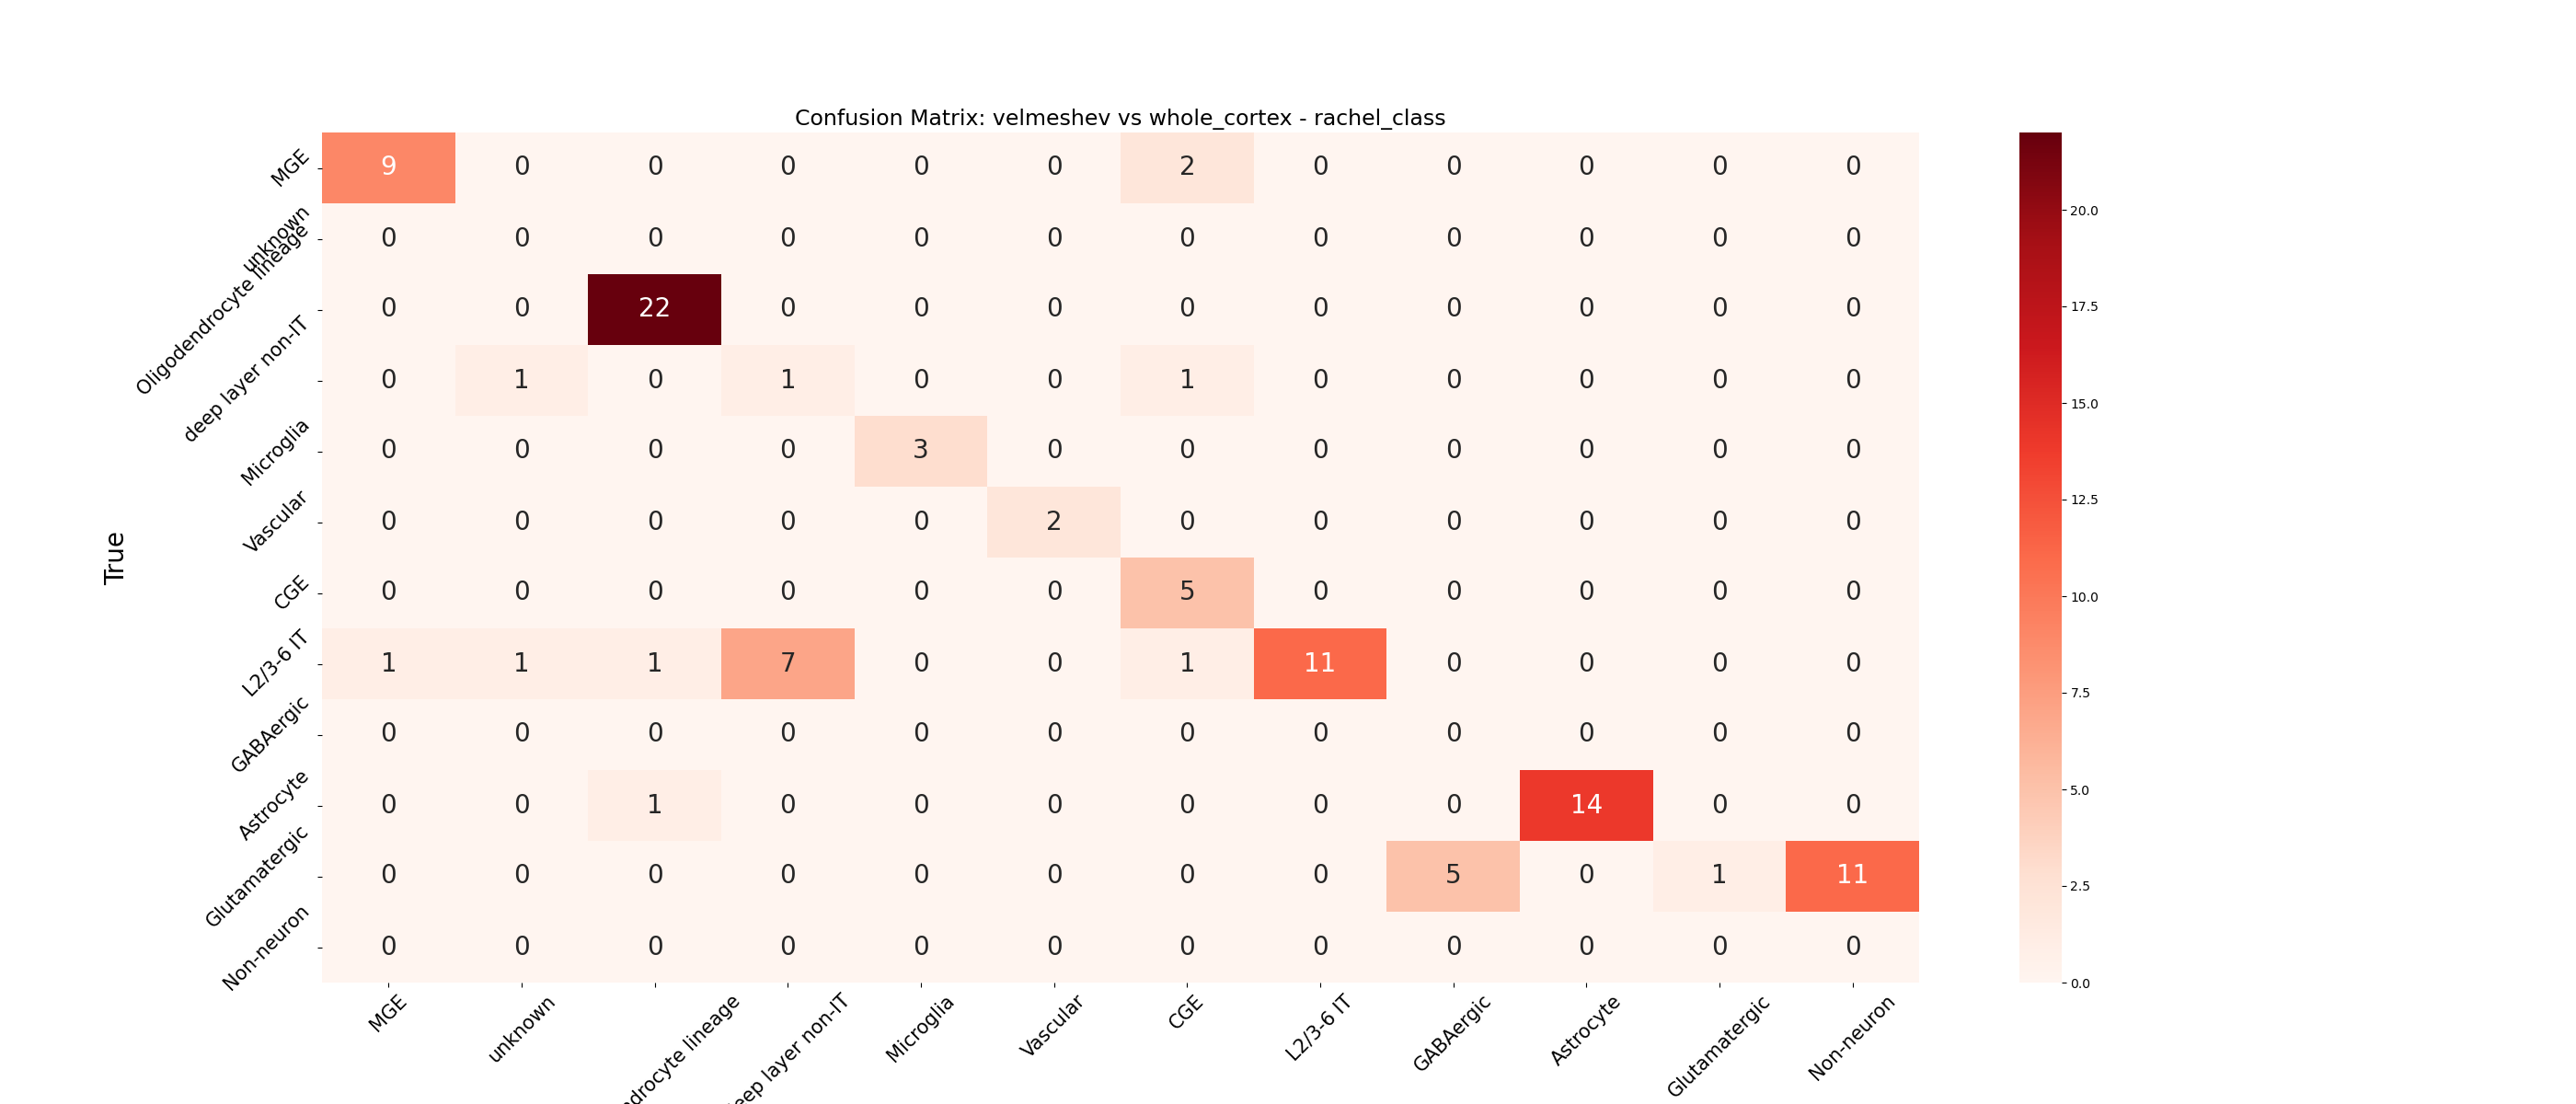 Confusion Matrix: velmeshev vs whole_cortex - rachel_class
True
MGE 9 0 0 0 0 0 2 0 0 0 0 0
unknown 0 0 0 0 0 0 0 0 0 0 0 0
Oligodendrocyte lineage 0 0 22 0 0 0 0 0 0 0 0 0
deep layer non-IT 0 1 0 1 0 0 1 0 0 0 0 0
Microglia 0 0 0 0 3 0 0 0 0 0 0 0
Vascular 0 0 0 0 0 2 0 0 0 0 0 0
CGE 0 0 0 0 0 0 5 0 0 0 0 0
L2/3-6 IT 1 1 1 7 0 0 1 11 0 0 0 0
GABAergic 0 0 0 0 0 0 0 0 0 0 0 0
Astrocyte 0 0 1 0 0 0 0 0 0 14 0 0
Glutamatergic 0 0 0 0 0 0 0 0 5 0 1 11
Non-neuron 0 0 0 0 0 0 0 0 0 0 0 0
MGE unknown lineage layer non-IT Microglia Vascular CGE L2/3-6 IT GABAergic Astrocyte Glutamatergic Non-neuron
20.0
17.5
15.0
12.5
10.0
7.5
5.0
2.5
0.0